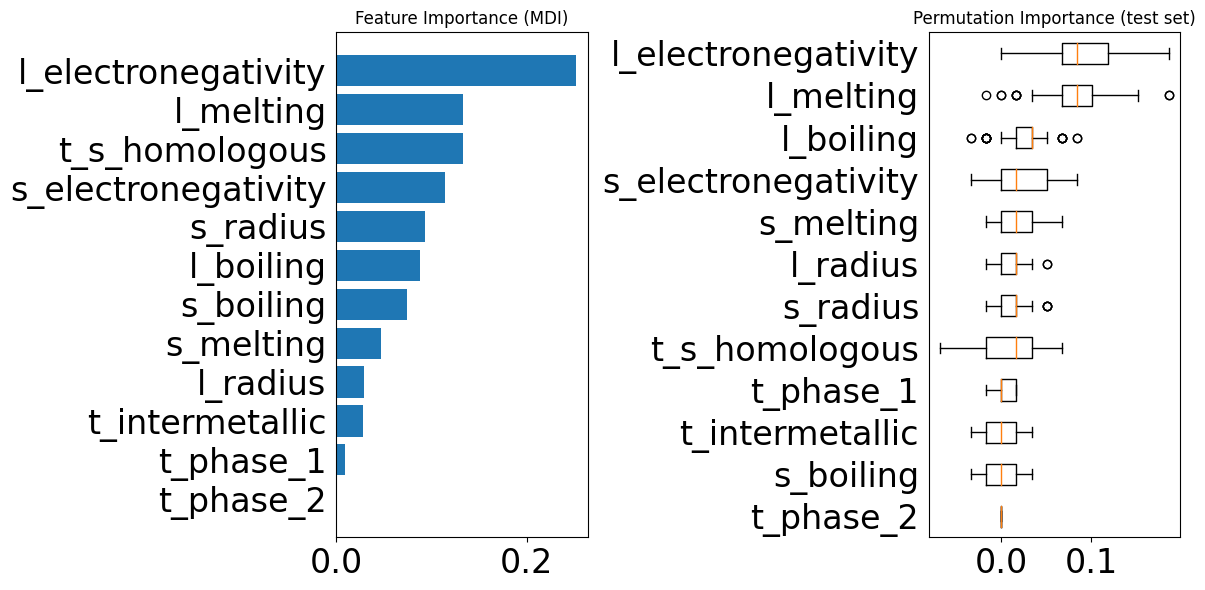 Feature Importance (MDI)
l_electronegativity
l_melting
t_s_homologous
s_electronegativity
s_radius
l_boiling
s_boiling
s_melting
l_radius
t_intermetallic
t_phase_1
t_phase_2
0.0 0.2
Permutation Importance (test set)
l_electronegativity
l_melting
l_boiling
s_electronegativity
s_melting
l_radius
s_radius
t_s_homologous
t_phase_1
t_intermetallic
s_boiling
t_phase_2
0.0 0.1